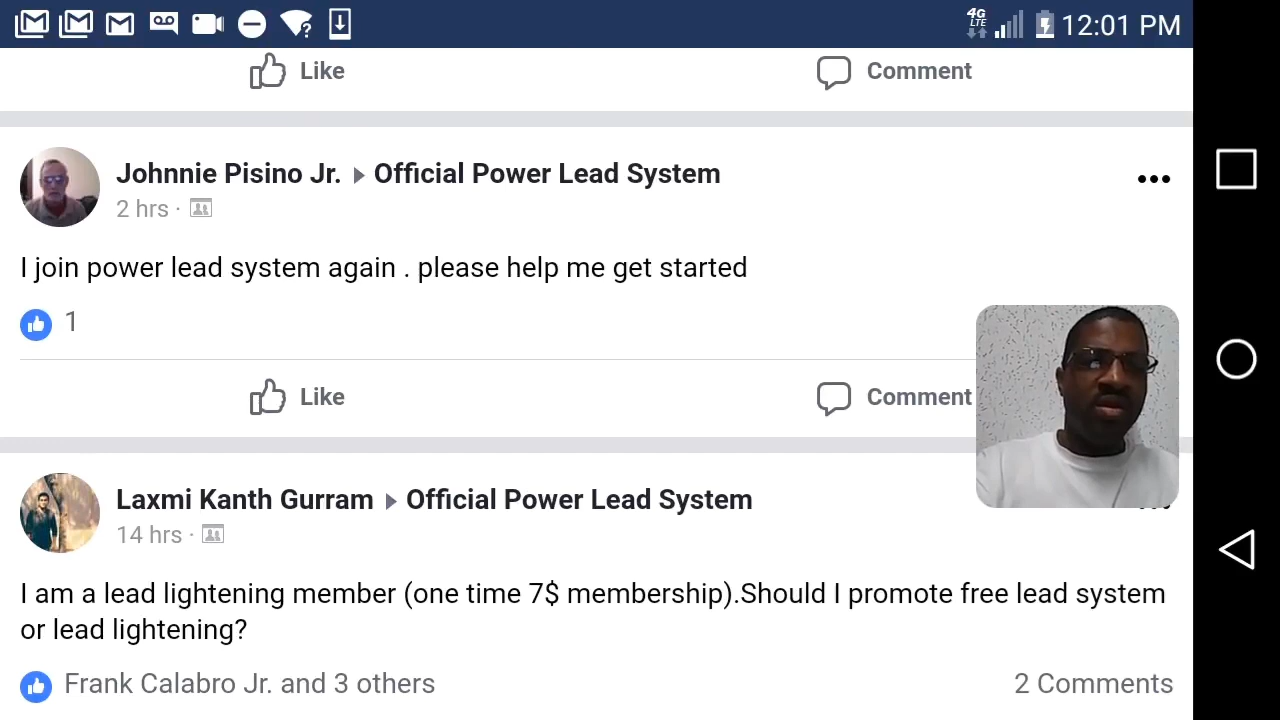 4G LTE 12:01 PM
Like Comment
Johnnie Pisino Jr. Official Power Lead System
2 hrs ·
I join power lead system again . please help me get started
1
Like Comment
Laxmi Kanth Gurram Official Power Lead System
14 hrs ·
I am a lead lightening member (one time 7$ membership).Should I promote free lead system
or lead lightening?
Frank Calabro Jr. and 3 others 2 Comments